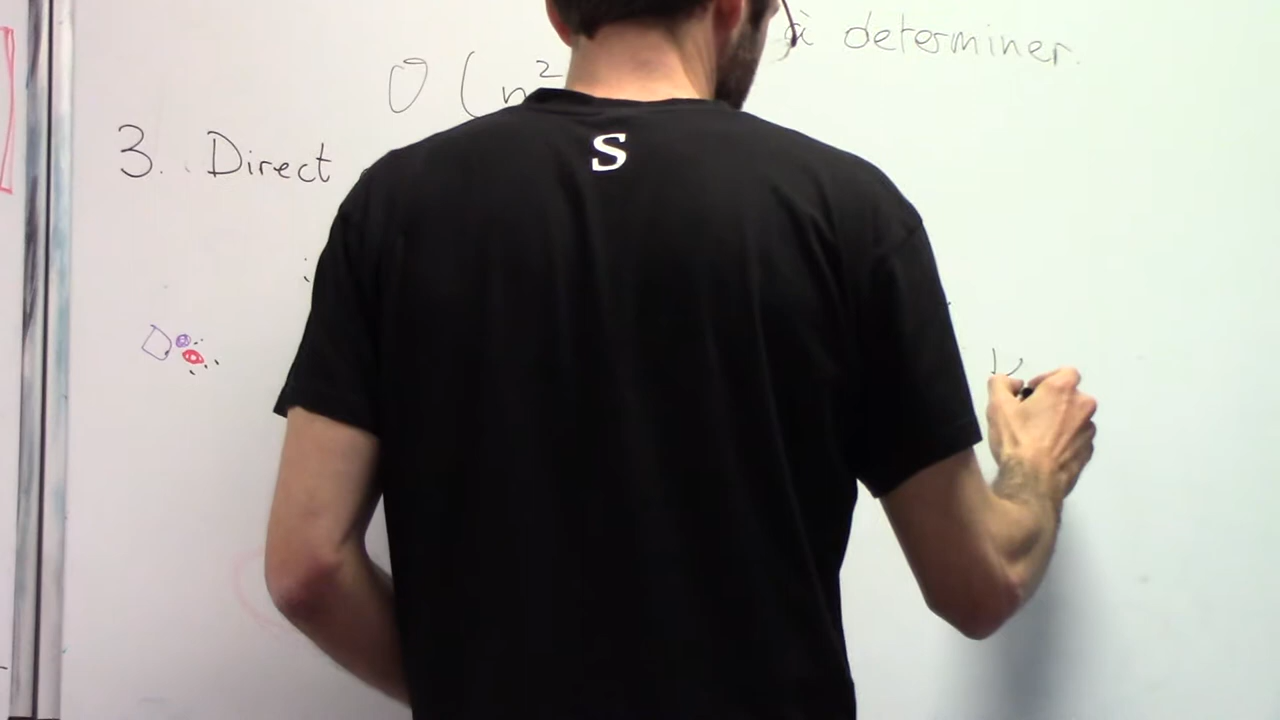 à determiner.
O(n²
3. Direct
S